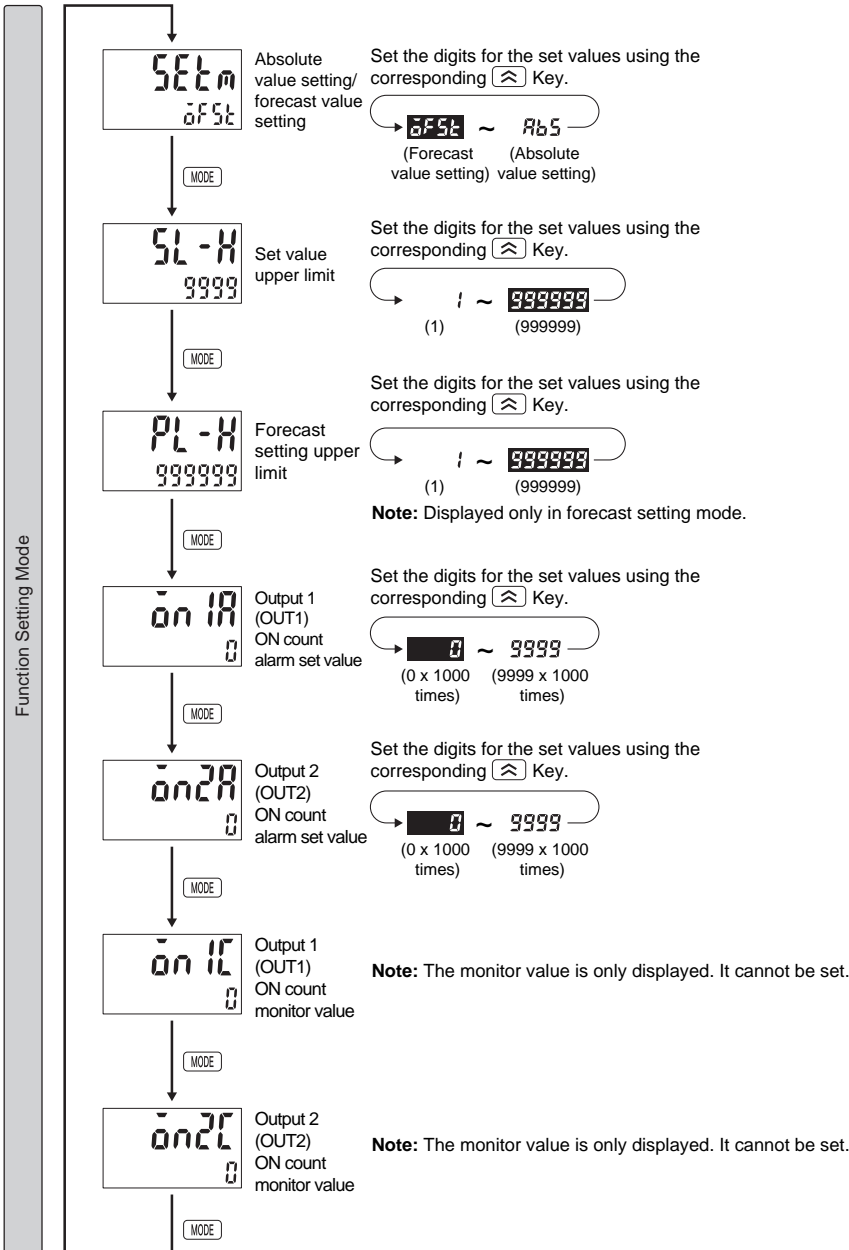 Function Setting Mode
SEtm
oFSt
Absolute
value setting/
forecast value
setting
Set the digits for the set values using the
corresponding Key.
oFSt ~ AbS
(Forecast
value setting)
(Absolute
value setting)
MODE
SL-H
9999
Set value
upper limit
Set the digits for the set values using the
corresponding Key.
1 ~ 999999
(1) (999999)
MODE
PL-H
999999
Forecast
setting upper
limit
Set the digits for the set values using the
corresponding Key.
1 ~ 999999
(1) (999999)
Note: Displayed only in forecast setting mode.
MODE
on1A
0
Output 1
(OUT1)
ON count
alarm set value
Set the digits for the set values using the
corresponding Key.
0 ~ 9999
(0 x 1000
times)
(9999 x 1000
times)
MODE
on2A
0
Output 2
(OUT2)
ON count
alarm set value
Set the digits for the set values using the
corresponding Key.
0 ~ 9999
(0 x 1000
times)
(9999 x 1000
times)
MODE
on1C
0
Output 1
(OUT1)
ON count
monitor value
Note: The monitor value is only displayed. It cannot be set.
MODE
on2C
0
Output 2
(OUT2)
ON count
monitor value
Note: The monitor value is only displayed. It cannot be set.
MODE